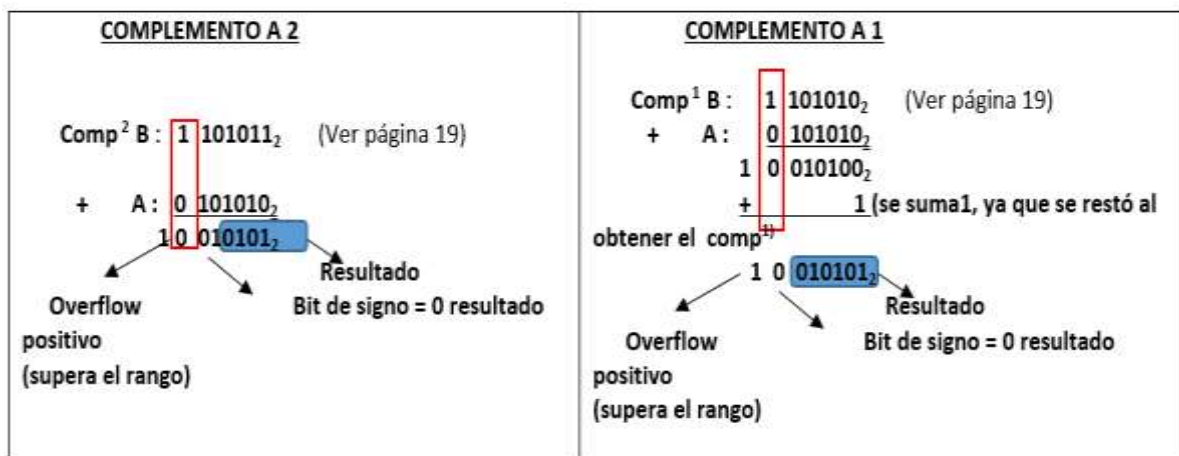 COMPLEMENTO A 2
Comp² B : 1 101011₂ (Ver página 19)
+ A : 0 101010₂
1 0 010101₂
Resultado
Overflow Bit de signo = 0 resultado
positivo
(supera el rango)
COMPLEMENTO A 1
Comp¹ B : 1 101010₂ (Ver página 19)
+ A : 0 101010₂
1 0 010100₂
+ 1 (se suma1, ya que se restó al
obtener el comp¹⁾
1 0 010101₂
Resultado
Overflow Bit de signo = 0 resultado
positivo
(supera el rango)